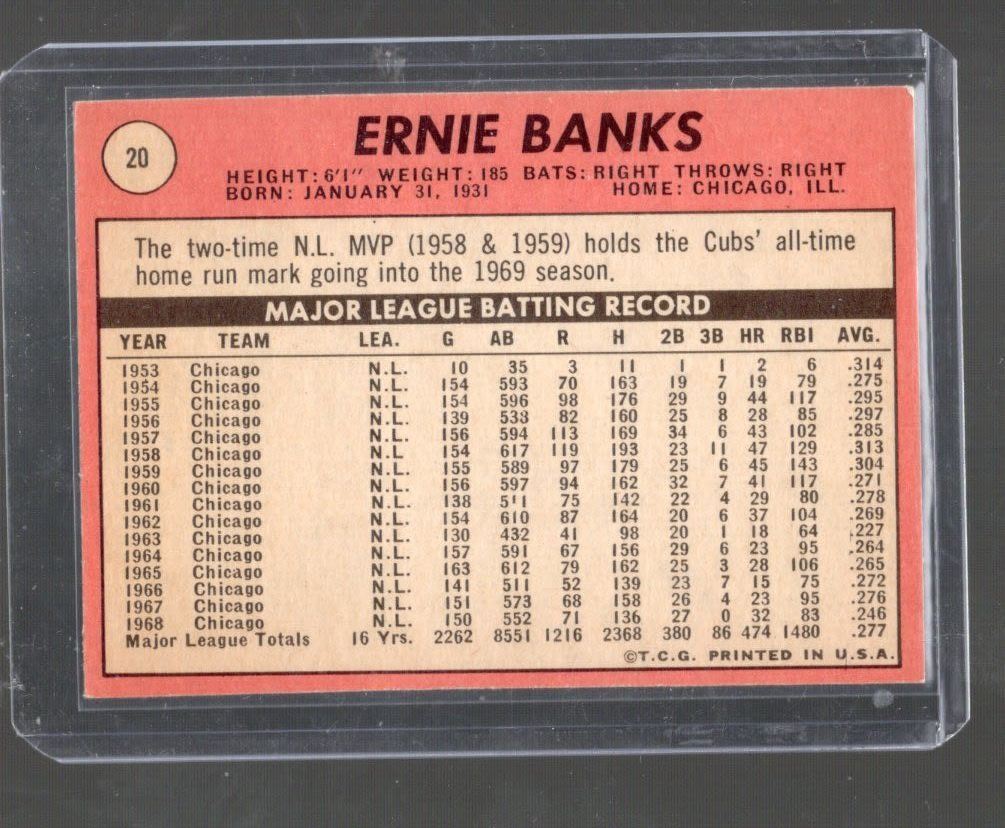 20
ERNIE BANKS
HEIGHT: 6'1" WEIGHT: 185 BATS: RIGHT THROWS: RIGHT
BORN: JANUARY 31, 1931 HOME: CHICAGO, ILL.
The two-time N.L. MVP (1958 & 1959) holds the Cubs' all-time
home run mark going into the 1969 season.
MAJOR LEAGUE BATTING RECORD
YEAR TEAM LEA. G AB R H 2B 3B HR RBI AVG.
1953 Chicago N.L. 10 35 3 11 1 1 2 6 .314
1954 Chicago N.L. 154 593 70 163 19 7 19 79 .275
1955 Chicago N.L. 154 596 98 176 29 9 44 117 .295
1956 Chicago N.L. 139 538 82 160 25 8 28 85 .297
1957 Chicago N.L. 156 594 113 169 34 6 43 102 .285
1958 Chicago N.L 154 617 119 193 23 11 47 129 .313
1959 Chicago N.L. 155 589 97 179 25 6 45 143 .304
1960 Chicago N.L. 156 597 94 162 32 7 41 117 .271
1961 Chicago N.L. 138 511 75 142 22 4 29 80 .278
1962 Chicago N.L. 154 610 87 164 20 6 37 104 .269
1963 Chicago N.L. 130 432 41 98 20 1 18 64 .227
1964 Chicago N.L. 157 591 67 156 29 6 23 95 .264
1965 Chicago N.L. 163 612 79 162 25 3 28 106 .265
1966 Chicago N.L. 141 511 52 139 23 7 15 75 .272
1967 Chicago N.L. 151 573 68 158 26 4 23 95 .276
1968 Chicago N.L. 150 552 71 136 27 0 32 83 .246
Major League Totals 16 Yrs. 2262 8551 1216 2368 380 86 474 1480 .277
©T.C.G. PRINTED IN U.S.A.